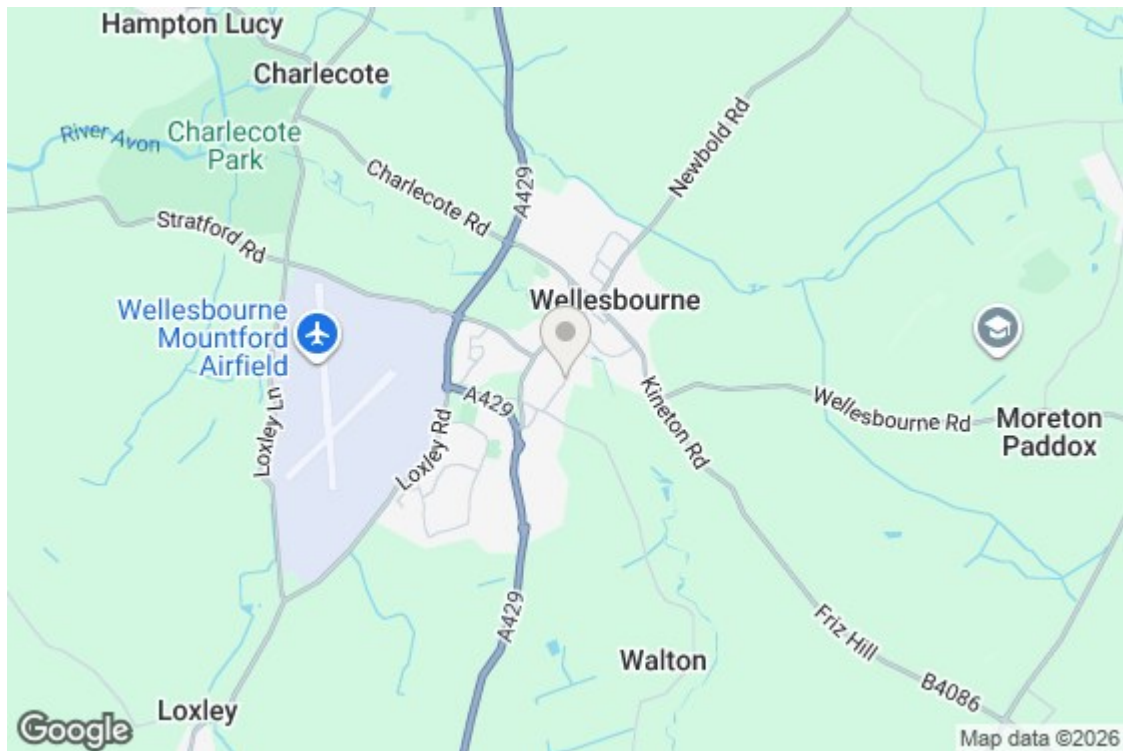 Hampton Lucy
Charlecote
River Avon
Charlecote
Park
A429
Newbold Rd
Charlecote Rd
Stratford Rd
Wellesbourne
Wellesbourne
Mountford
Airfield
A429
Kineton Rd
Wellesbourne Rd
Moreton
Paddox
Loxley Ln
Loxley Rd
A429
Friz Hill
Walton
B4086
Loxley
Google
Map data ©2026